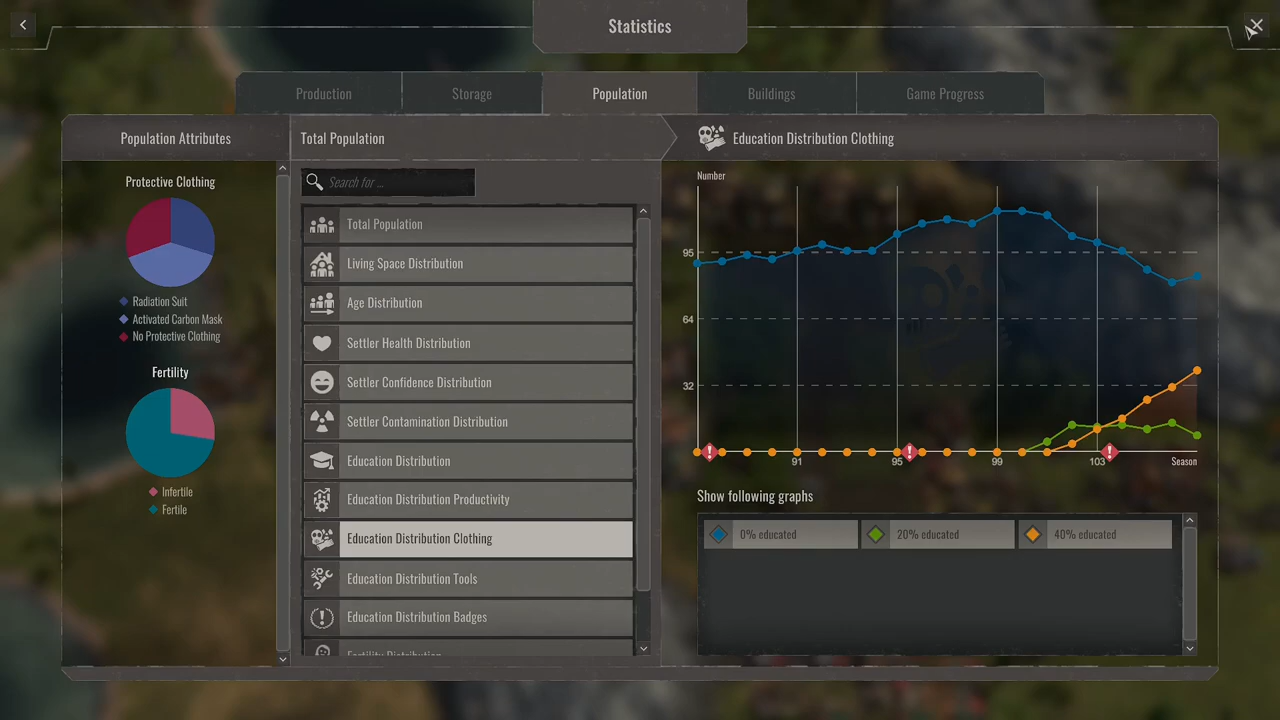 Statistics
Production
Storage
Population
Buildings
Game Progress
Population Attributes
Protective Clothing
Radiation Suit
Activated Carbon Mask
No Protective Clothing
Fertility
Infertile
Fertile
Total Population
Search for ...
Total Population
Living Space Distribution
Age Distribution
Settler Health Distribution
Settler Confidence Distribution
Settler Contamination Distribution
Education Distribution
Education Distribution Productivity
Education Distribution Clothing
Education Distribution Tools
Education Distribution Badges
Fertility Distribution
Education Distribution Clothing
Number
95
64
32
91
95
99
103
Season
Show following graphs
0% educated
20% educated
40% educated